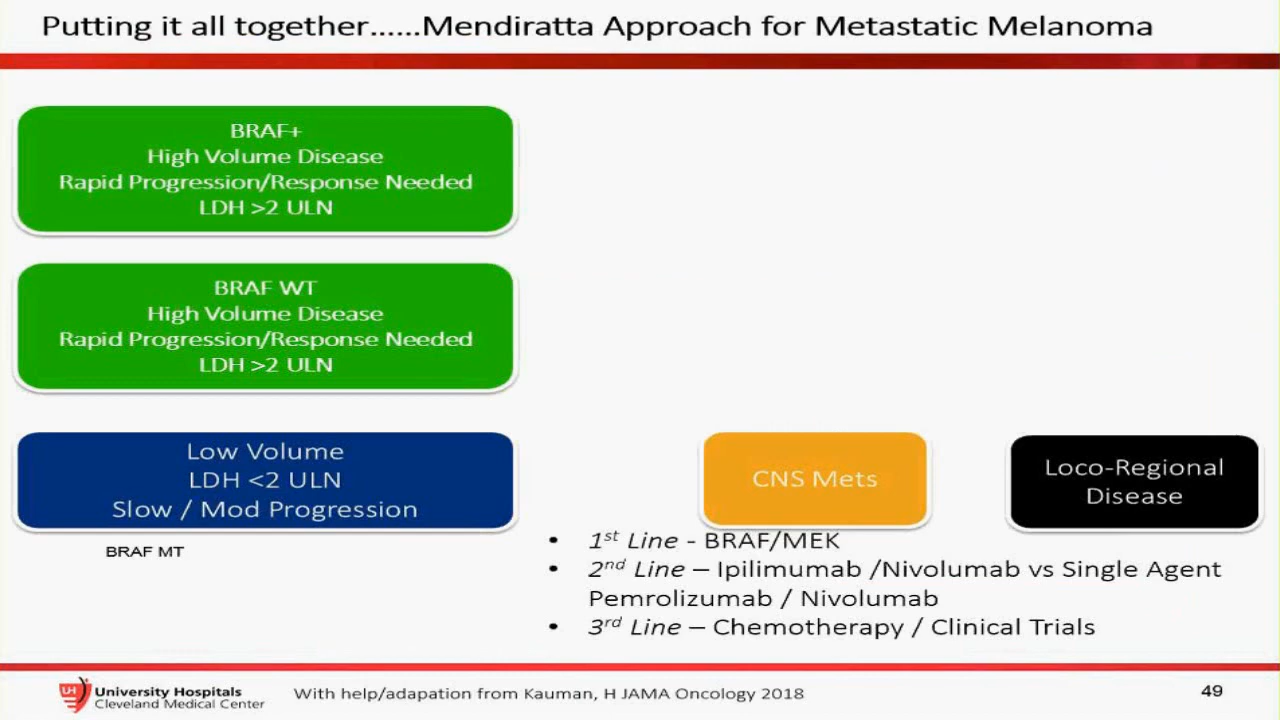 Putting it all together......Mendiratta Approach for Metastatic Melanoma
BRAF+
High Volume Disease
Rapid Progression/Response Needed
LDH >2 ULN
BRAF WT
High Volume Disease
Rapid Progression/Response Needed
LDH >2 ULN
Low Volume
LDH <2 ULN
Slow / Mod Progression
BRAF MT
CNS Mets
Loco-Regional
Disease
• 1st Line - BRAF/MEK
• 2nd Line – Ipilimumab /Nivolumab vs Single Agent
Pemrolizumab / Nivolumab
• 3rd Line – Chemotherapy / Clinical Trials
UH University Hospitals
Cleveland Medical Center
With help/adapation from Kauman, H JAMA Oncology 2018
49